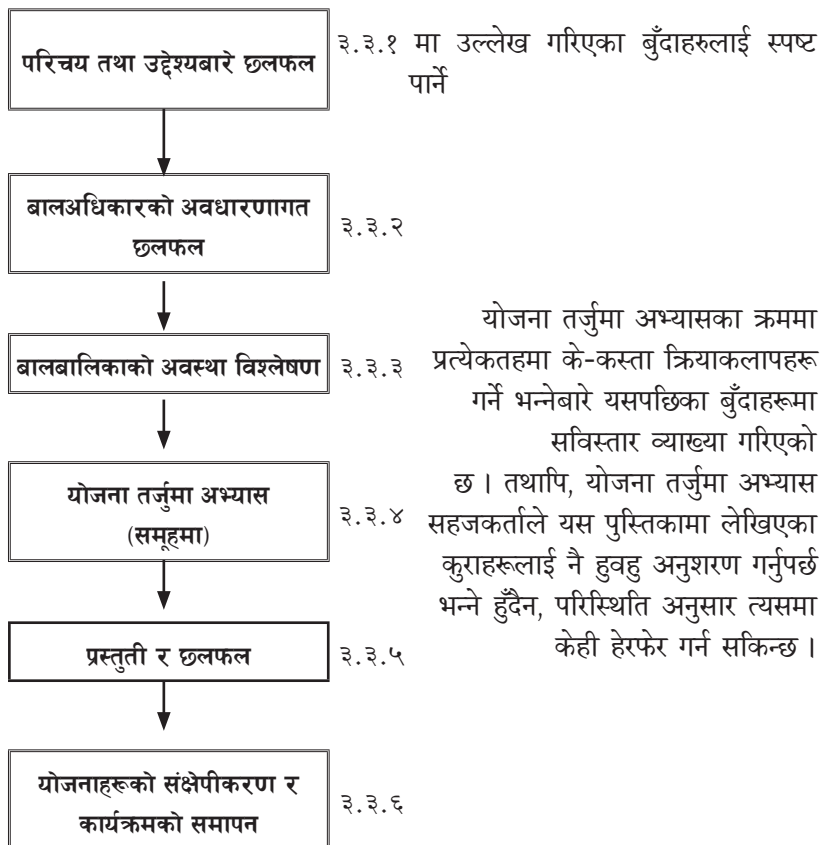 परिचय तथा उद्देश्यबारे छलफल
३.३.१ मा उल्लेख गरिएका बुँदाहरुलाई स्पष्ट
पार्ने
बालअधिकारको अवधारणागत
छलफल
३.३.२
बालबालिकाको अवस्था विश्लेषण
३.३.३
योजना तर्जुमा अभ्यास
(समूहमा)
३.३.४
प्रस्तुती र छलफल
३.३.५
योजनाहरूको संक्षेपीकरण र
कार्यक्रमको समापन
३.३.६
योजना तर्जुमा अभ्यासका क्रममा
प्रत्येकतहमा के-कस्ता क्रियाकलापहरू
गर्ने भन्नेबारे यसपछिका बुँदाहरूमा
सविस्तार व्याख्या गरिएको
छ । तथापि, योजना तर्जुमा अभ्यास
सहजकर्ताले यस पुस्तिकामा लेखिएका
कुराहरूलाई नै हुवहु अनुशरण गर्नुपर्छ
भन्ने हुँदैन, परिस्थिति अनुसार त्यसमा
केही हेरफेर गर्न सकिन्छ ।